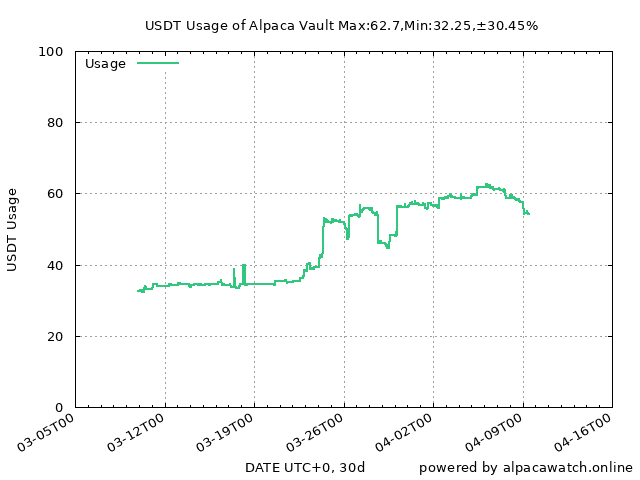 USDT Usage of Alpaca Vault Max:62.7,Min:32.25,±30.45%
Usage
100
80
60
40
20
0
USDT Usage
03-05T00
03-12T00
03-19T00
03-26T00
04-02T00
04-09T00
04-16T00
DATE UTC+0, 30d
powered by alpacawatch.online